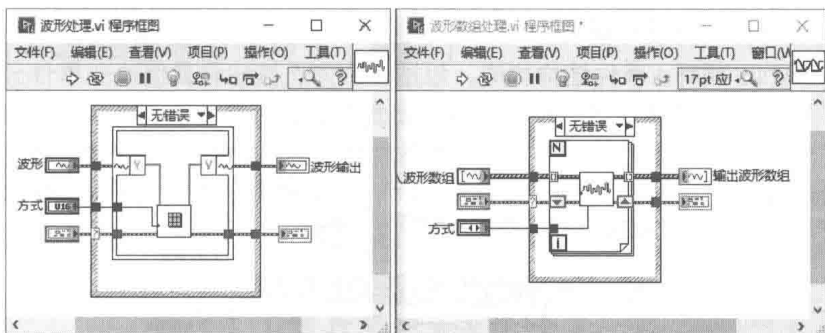 波形处理.vi 程序框图
文件(F) 编辑(E) 查看(V) 项目(P) 操作(O) 工具(T)
无错误
波形
Y
Y
波形输出
方式
U16
?
波形数组处理.vi 程序框图 *
文件(F) 编辑(E) 查看(V) 项目(P) 操作(O) 工具(T) 窗口(W
17pt 应
无错误
N
入波形数组
输出波形数组
?
方式
i